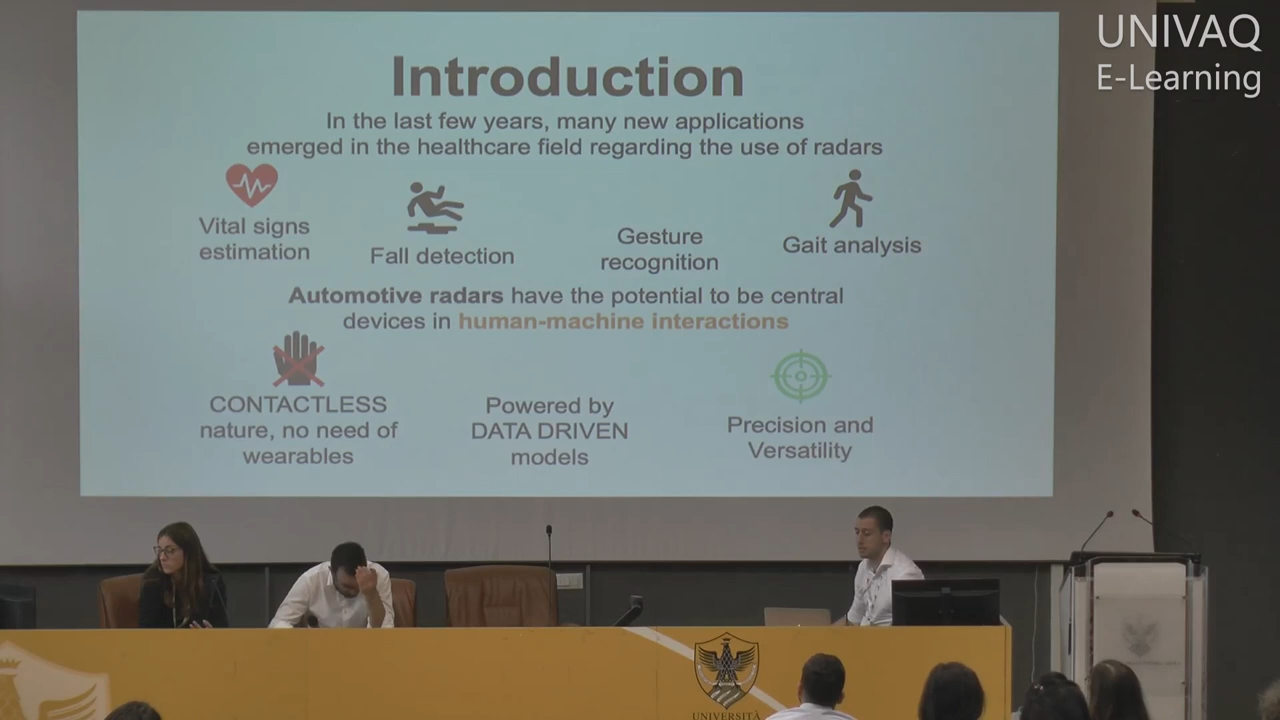 UNIVAQ
E-Learning
Introduction
In the last few years, many new applications
emerged in the healthcare field regarding the use of radars
Vital signs
estimation
Fall detection
Gesture
recognition
Gait analysis
Automotive radars have the potential to be central
devices in human-machine interactions
CONTACTLESS
nature, no need of
wearables
Powered by
DATA DRIVEN
models
Precision and
Versatility
UNIVERSITÀ